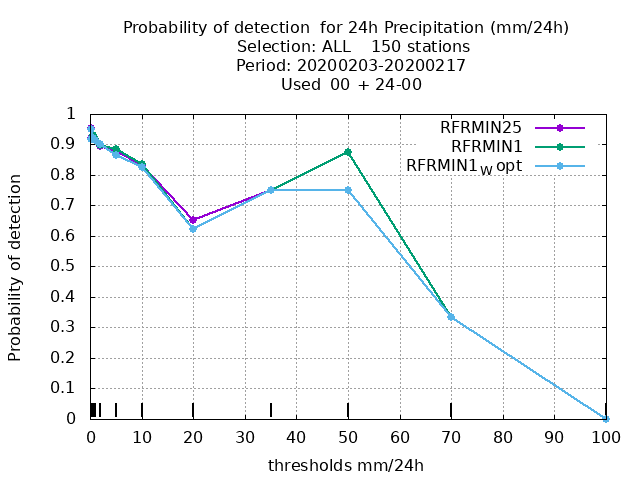 Probability of detection  for 24h Precipitation (mm/24h)
Selection: ALL    150 stations
Period: 20200203-20200217
Used  00 + 24-00
RFRMIN25
RFRMIN1
RFRMIN1W opt
Probability of detection
1
0.9
0.8
0.7
0.6
0.5
0.4
0.3
0.2
0.1
0
0 10 20 30 40 50 60 70 80 90 100
thresholds mm/24h